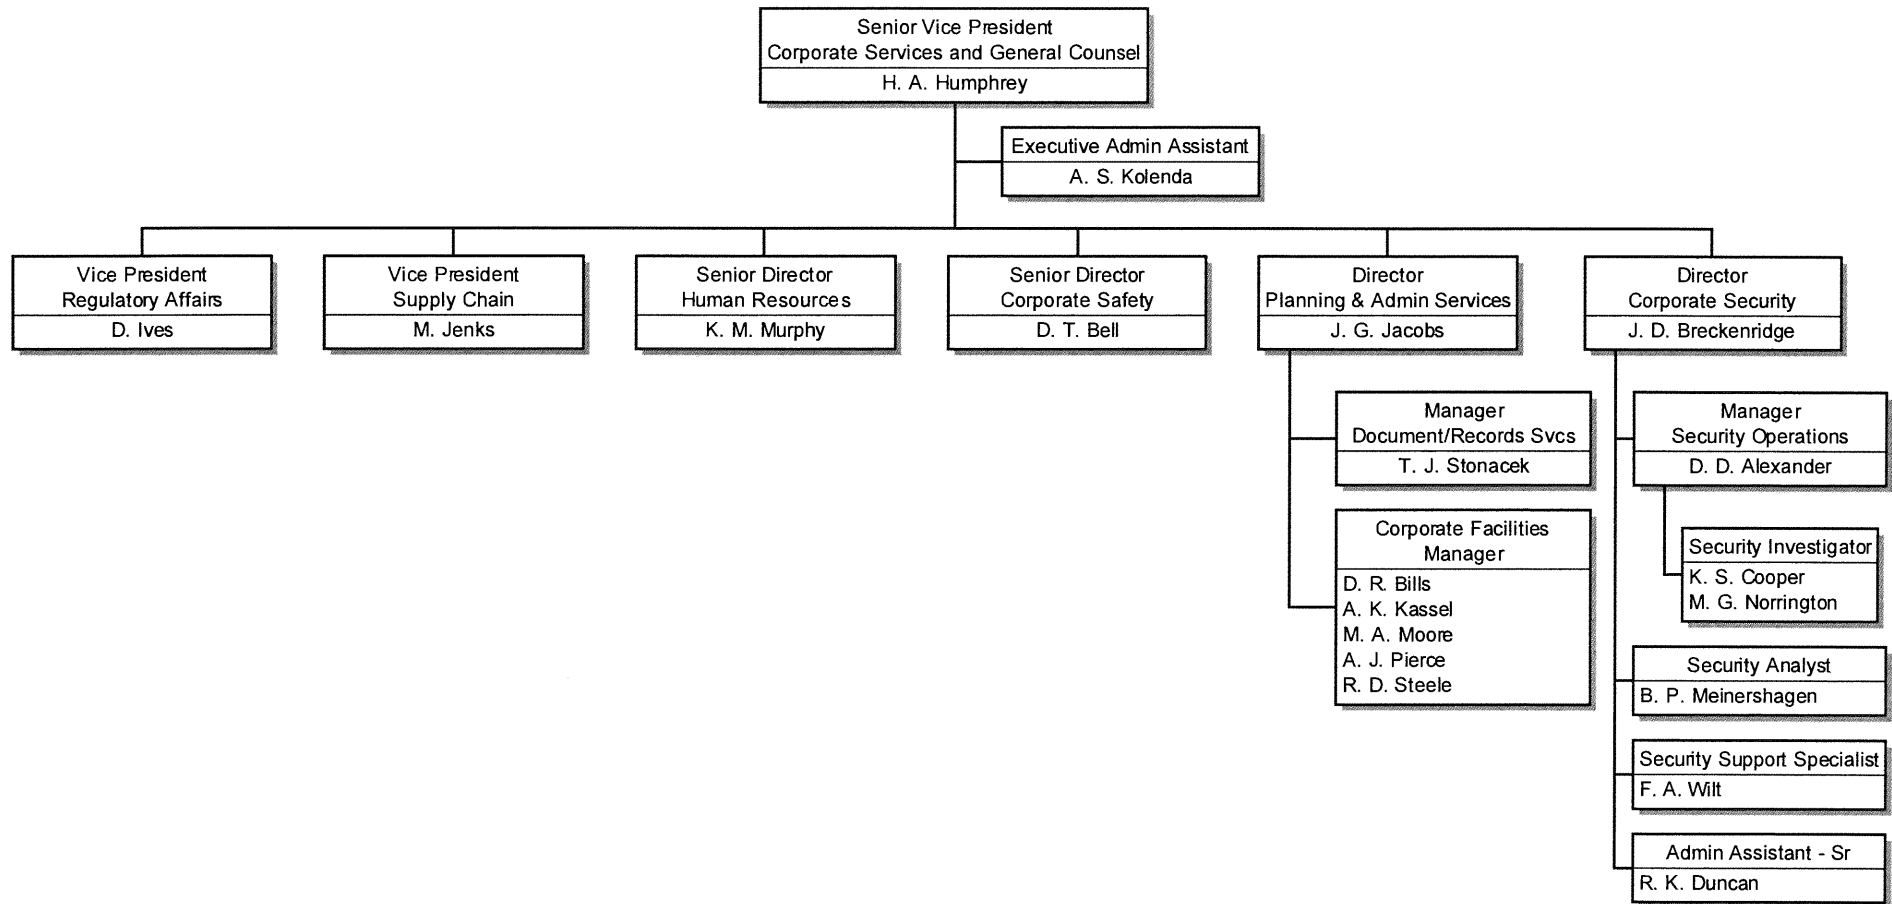 Senior Vice President
Corporate Services and General Counsel
H. A. Humphrey
Executive Admin Assistant
A. S. Kolenda
Vice President
Regulatory Affairs
D. Ives
Vice President
Supply Chain
M. Jenks
Senior Director
Human Resources
K. M. Murphy
Senior Director
Corporate Safety
D. T. Bell
Director
Planning & Admin Services
J. G. Jacobs
Director
Corporate Security
J. D. Breckenridge
Manager
Document/Records Svcs
T. J. Stonacek
Corporate Facilities
Manager
D. R. Bills
A. K. Kassel
M. A. Moore
A. J. Pierce
R. D. Steele
Manager
Security Operations
D. D. Alexander
Security Investigator
K. S. Cooper
M. G. Norrington
Security Analyst
B. P. Meinershagen
Security Support Specialist
F. A. Wilt
Admin Assistant - Sr
R. K. Duncan